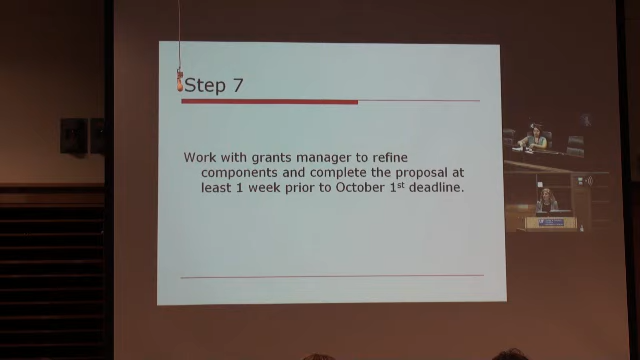 Step 7
Work with grants manager to refine
components and complete the proposal at
least 1 week prior to October 1st deadline.